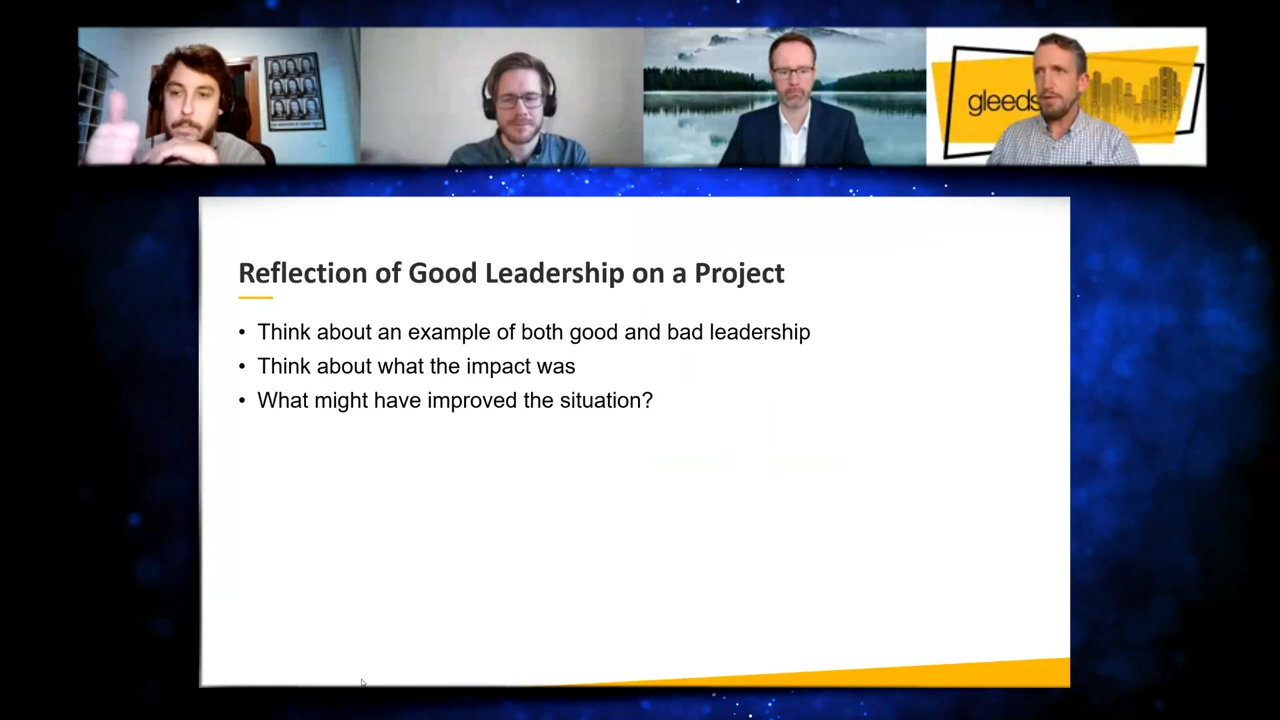 gleeds
Reflection of Good Leadership on a Project
• Think about an example of both good and bad leadership
• Think about what the impact was
• What might have improved the situation?